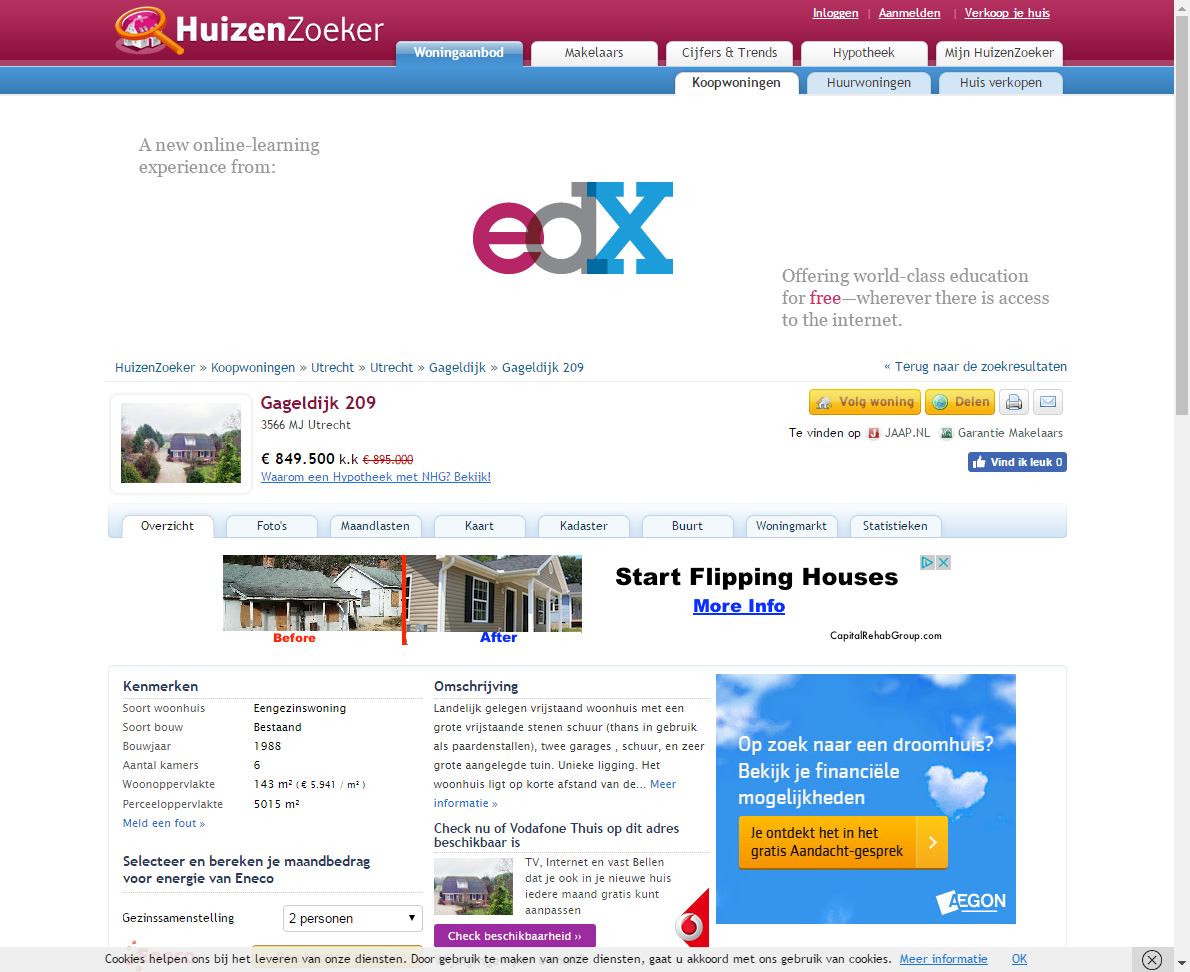 HuizenZoeker
Inloggen | Aanmelden | Verkoop je huis
Woningaanbod
Makelaars
Cijfers & Trends
Hypotheek
Mijn HuizenZoeker
Koopwoningen
Huurwoningen
Huis verkopen
A new online-learning
experience from:
edX
Offering world-class education
for free—wherever there is access
to the internet.
HuizenZoeker » Koopwoningen » Utrecht » Utrecht » Gageldijk » Gageldijk 209
« Terug naar de zoekresultaten
Gageldijk 209
3566 MJ Utrecht
€ 849.500 k.k € 895.000
Waarom een Hypotheek met NHG? Bekijk!
Volg woning
Delen
Te vinden op JAAP.NL Garantie Makelaars
Vind ik leuk 0
Overzicht
Foto's
Maandlasten
Kaart
Kadaster
Buurt
Woningmarkt
Statistieken
Before
After
Start Flipping Houses
More Info
CapitalRehabGroup.com
Kenmerken
Soort woonhuis Eengezinswoning
Soort bouw Bestaand
Bouwjaar 1988
Aantal kamers 6
Woonoppervlakte 143 m² ( € 5.941 / m² )
Perceeloppervlakte 5015 m²
Meld een fout »
Selecteer en bereken je maandbedrag
voor energie van Eneco
Gezinssamenstelling 2 personen
Omschrijving
Landelijk gelegen vrijstaand woonhuis met een
grote vrijstaande stenen schuur (thans in gebruik
als paardenstallen), twee garages , schuur, en zeer
grote aangelegde tuin. Unieke ligging. Het
woonhuis ligt op korte afstand van de... Meer
informatie »
Check nu of Vodafone Thuis op dit adres
beschikbaar is
TV, Internet en vast Bellen
dat je ook in je nieuwe huis
iedere maand gratis kunt
aanpassen
Check beschikbaarheid ››
Op zoek naar een droomhuis?
Bekijk je financiële
mogelijkheden
Je ontdekt het in het
gratis Aandacht-gesprek
AEGON
Cookies helpen ons bij het leveren van onze diensten. Door gebruik te maken van onze diensten, gaat u akkoord met ons gebruik van cookies. Meer informatie OK